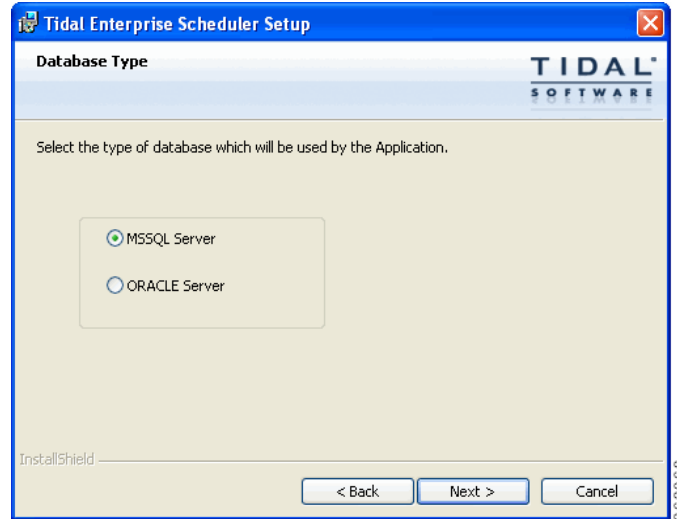 Tidal Enterprise Scheduler Setup
Database Type
TIDAL
SOFTWARE
Select the type of database which will be used by the Application.
MSSQL Server
ORACLE Server
InstallShield
< Back
Next >
Cancel